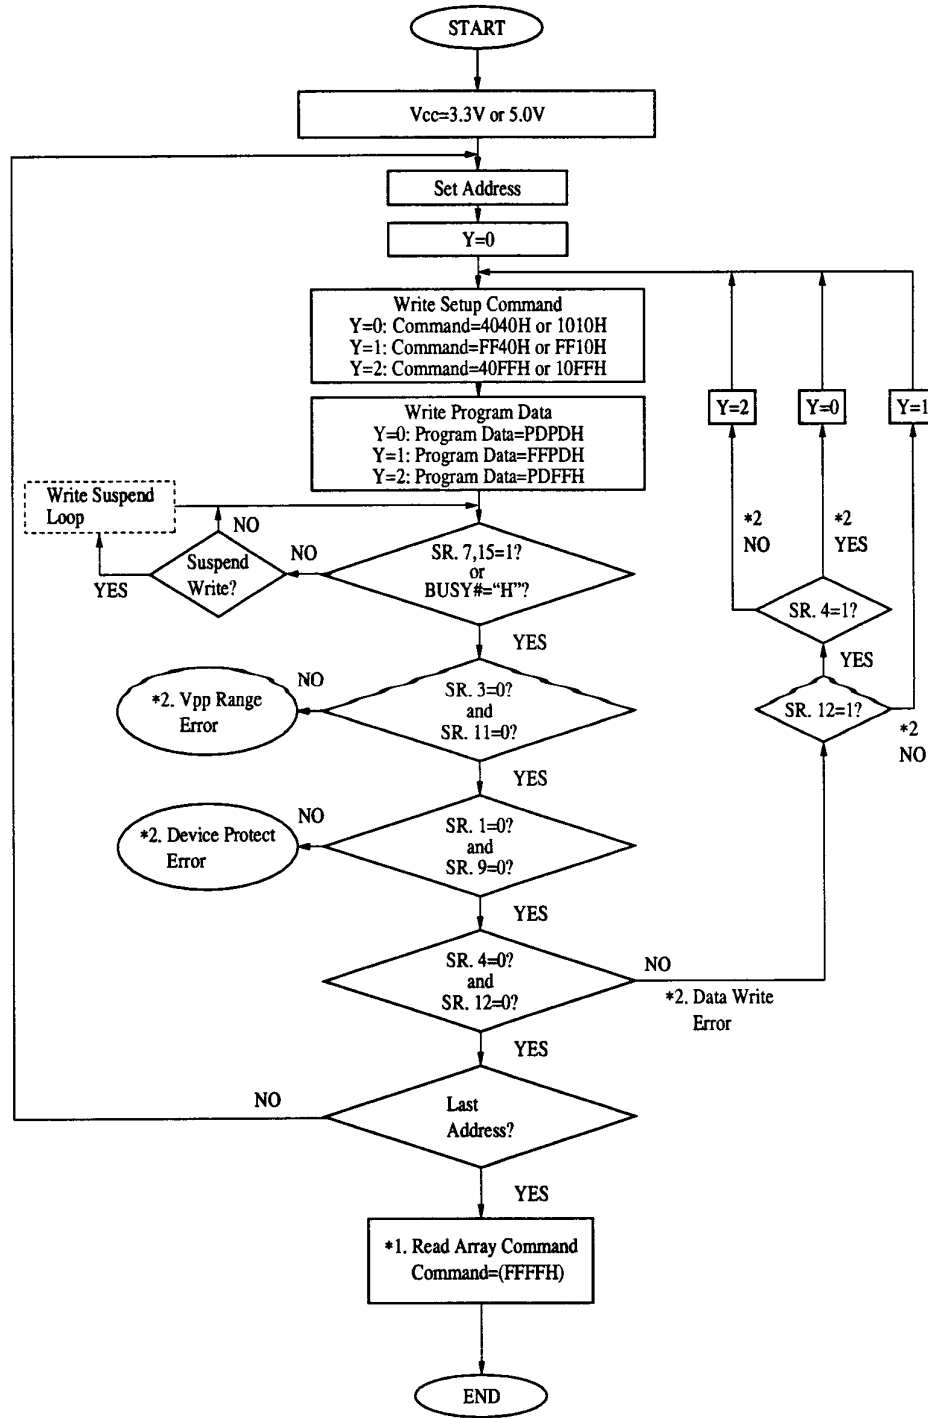 START
Vcc=3.3V or 5.0V
Set Address
Y=0
Write Setup Command
Y=0: Command=4040H or 1010H
Y=1: Command=FF40H or FF10H
Y=2: Command=40FFH or 10FFH
Y=2
Y=0
Y=1
Write Program Data
Y=0: Program Data=PDPDH
Y=1: Program Data=FFPDH
Y=2: Program Data=PDFFH
Write Suspend
Loop
NO
*2
NO
*2
YES
Suspend
Write?
YES
NO
SR. 7,15=1?
or
BUSY#="H"?
SR. 4=1?
YES
YES
*2. Vpp Range
Error
NO
SR. 3=0?
and
SR. 11=0?
SR. 12=1?
*2
NO
YES
*2. Device Protect
Error
NO
SR. 1=0?
and
SR. 9=0?
YES
SR. 4=0?
and
SR. 12=0?
NO
*2. Data Write
Error
YES
NO
Last
Address?
YES
*1. Read Array Command
Command=(FFFFH)
END